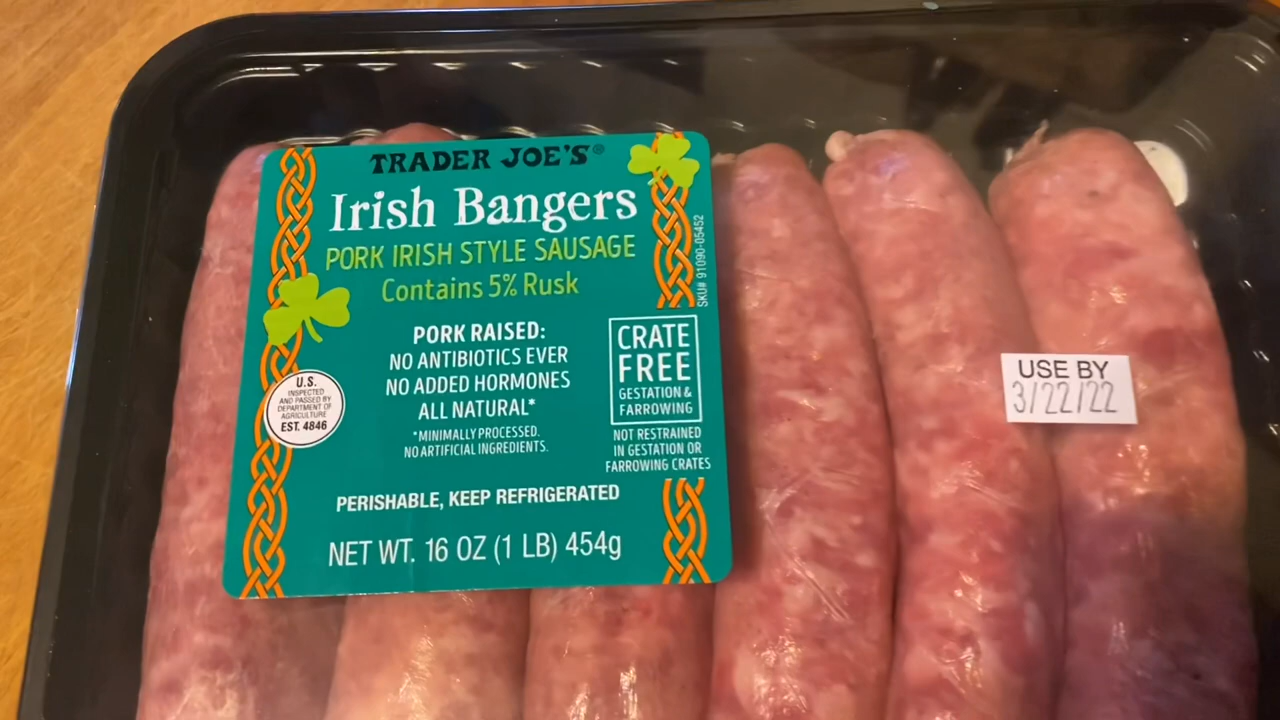 TRADER JOE'S®
Irish Bangers
PORK IRISH STYLE SAUSAGE
Contains 5% Rusk
SKU# 91090-05452
PORK RAISED:
NO ANTIBIOTICS EVER
NO ADDED HORMONES
ALL NATURAL*
*MINIMALLY PROCESSED.
NO ARTIFICIAL INGREDIENTS.
CRATE
FREE
GESTATION &
FARROWING
NOT RESTRAINED
IN GESTATION OR
FARROWING CRATES
U.S.
INSPECTED
AND PASSED BY
DEPARTMENT OF
AGRICULTURE
EST. 4846
PERISHABLE, KEEP REFRIGERATED
NET WT. 16 OZ (1 LB) 454g
USE BY
3/22/22